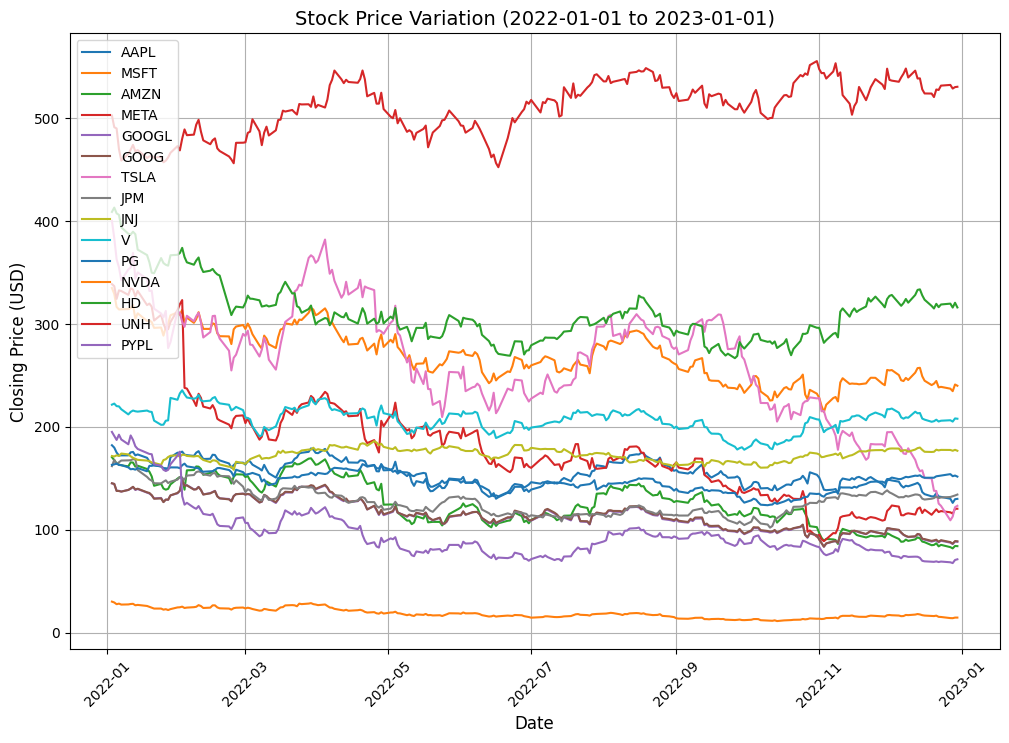 Stock Price Variation (2022-01-01 to 2023-01-01)
AAPL
MSFT
AMZN
META
GOOGL
GOOG
TSLA
JPM
JNJ
V
PG
NVDA
HD
UNH
PYPL
Closing Price (USD)
500
400
300
200
100
0
2022-01
2022-03
2022-05
2022-07
2022-09
2022-11
2023-01
Date